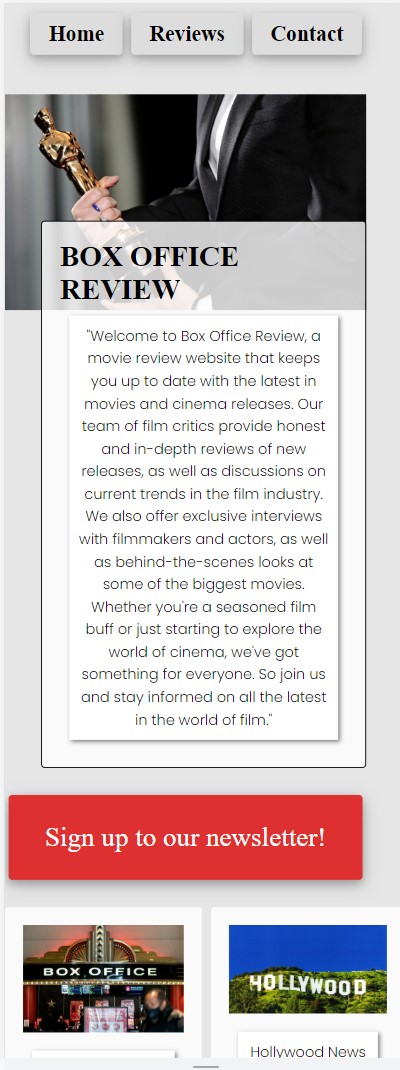 Home Reviews Contact
BOX OFFICE
REVIEW
"Welcome to Box Office Review, a
movie review website that keeps
you up to date with the latest in
movies and cinema releases. Our
team of film critics provide honest
and in-depth reviews of new
releases, as well as discussions on
current trends in the film industry.
We also offer exclusive interviews
with filmmakers and actors, as well
as behind-the-scenes looks at
some of the biggest movies.
Whether you're a seasoned film
buff or just starting to explore the
world of cinema, we've got
something for everyone. So join us
and stay informed on all the latest
in the world of film."
Sign up to our newsletter!
BOX OFFICE
HOLLYWOOD
Hollywood News